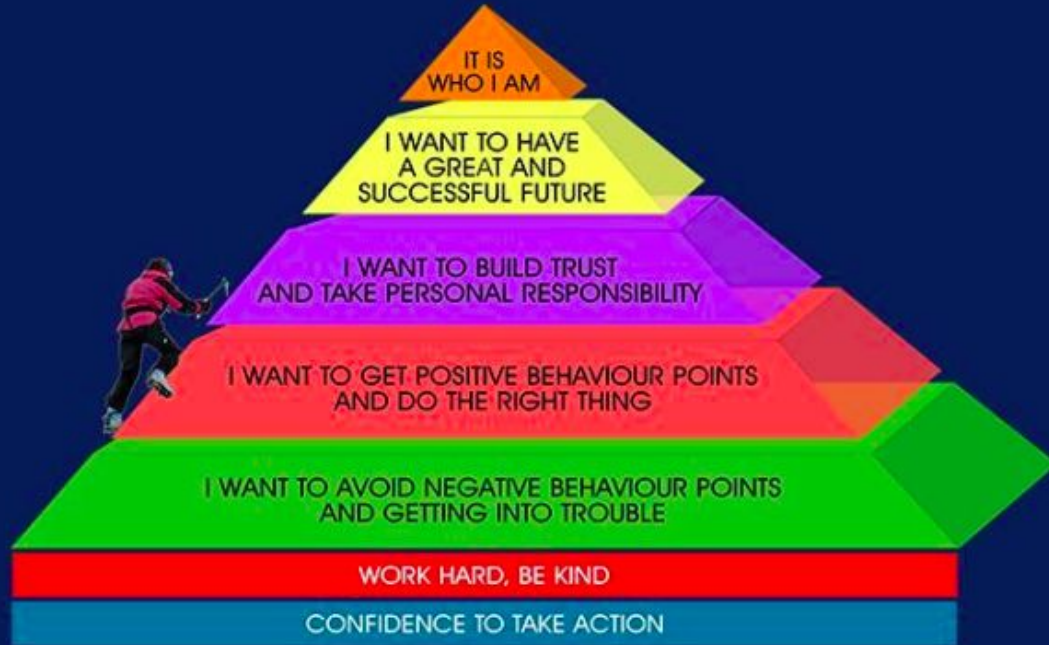 IT IS
WHO I AM
I WANT TO HAVE
A GREAT AND
SUCCESSFUL FUTURE
I WANT TO BUILD TRUST
AND TAKE PERSONAL RESPONSIBILITY
I WANT TO GET POSITIVE BEHAVIOUR POINTS
AND DO THE RIGHT THING
I WANT TO AVOID NEGATIVE BEHAVIOUR POINTS
AND GETTING INTO TROUBLE
WORK HARD, BE KIND
CONFIDENCE TO TAKE ACTION